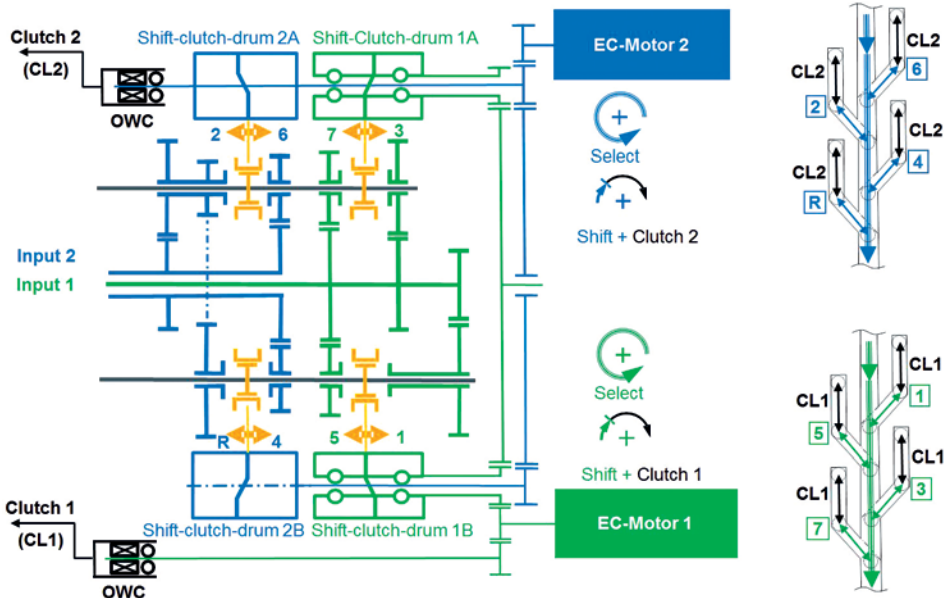 Clutch 2
(CL2)
OWC
Shift-clutch-drum 2A
Shift-Clutch-drum 1A
EC-Motor 2
2
6
7
3
Select
Shift + Clutch 2
Input 2
Input 1
Select
Shift + Clutch 1
R
4
5
1
Shift-clutch-drum 2B
Shift-clutch-drum 1B
EC-Motor 1
Clutch 1
(CL1)
OWC
CL2
6
CL2
2
CL2
4
CL2
R
CL1
1
CL1
5
CL1
3
CL1
7